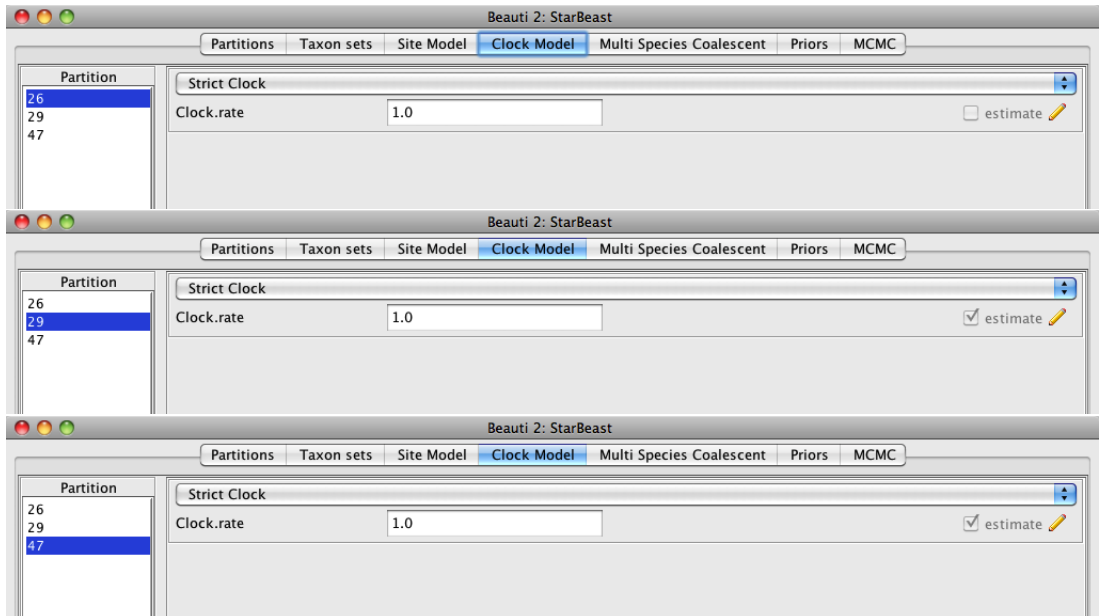 Beauti 2: StarBeast
Partitions Taxon sets Site Model Clock Model Multi Species Coalescent Priors MCMC
Partition
Strict Clock
26
29
47
Clock.rate 1.0 estimate
Beauti 2: StarBeast
Partitions Taxon sets Site Model Clock Model Multi Species Coalescent Priors MCMC
Partition
Strict Clock
26
29
47
Clock.rate 1.0 estimate
Beauti 2: StarBeast
Partitions Taxon sets Site Model Clock Model Multi Species Coalescent Priors MCMC
Partition
Strict Clock
26
29
47
Clock.rate 1.0 estimate